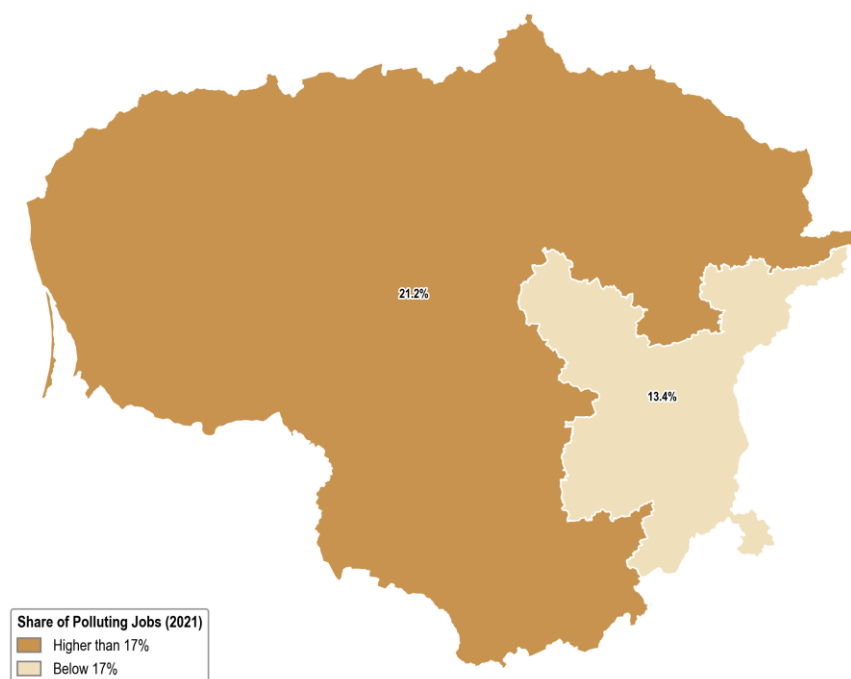 21.2%
13.4%
Share of Polluting Jobs (2021)
Higher than 17%
Below 17%